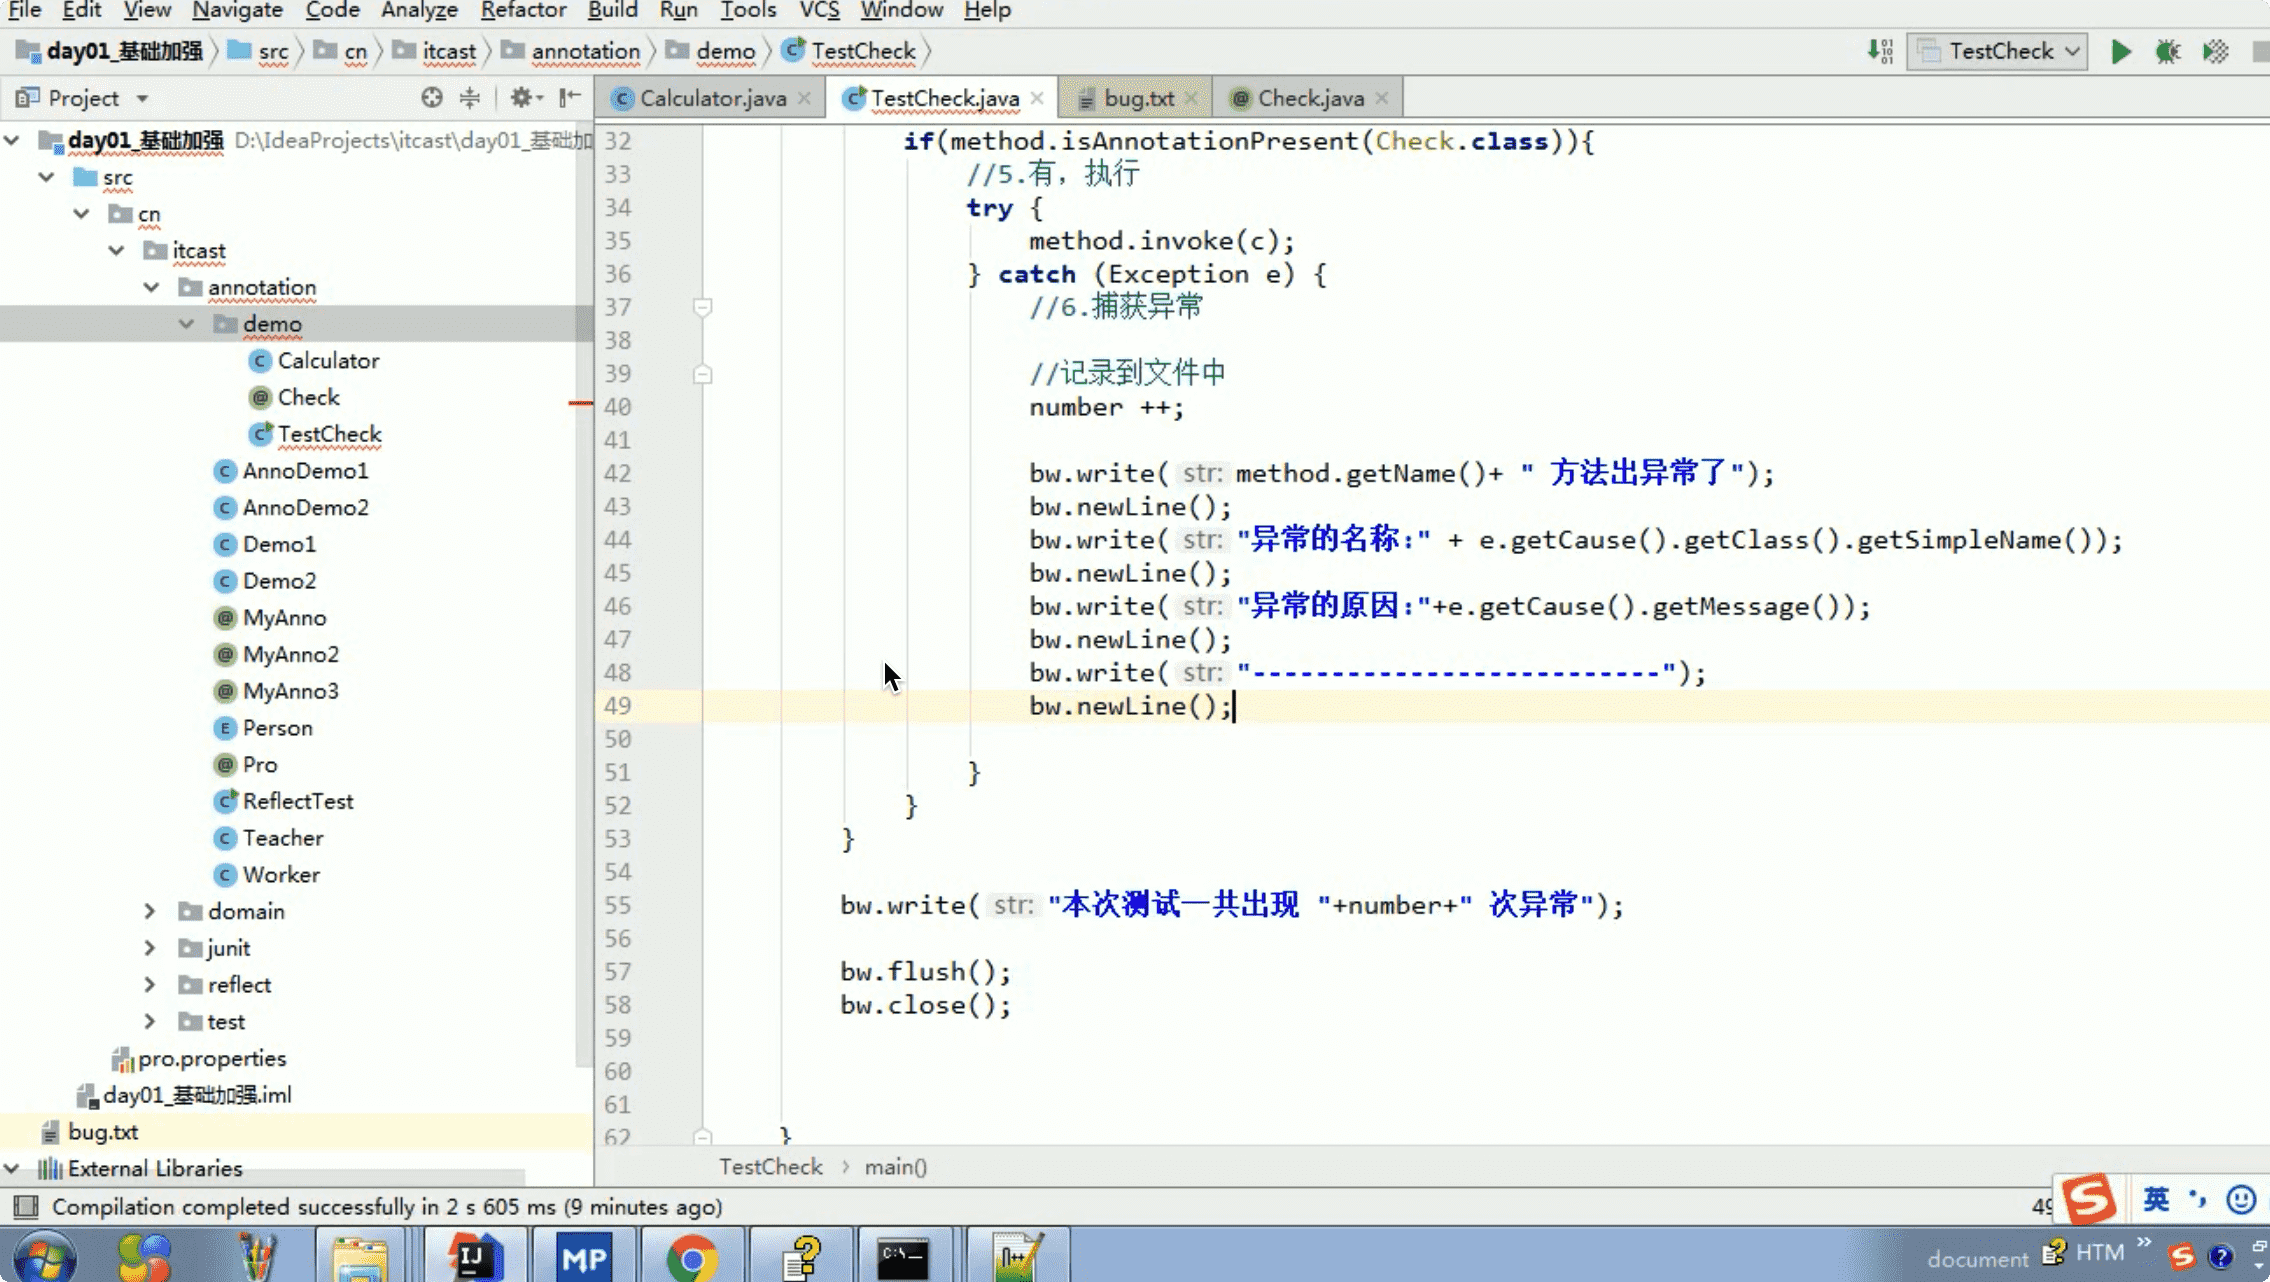 File Edit View Navigate Code Analyze Refactor Build Run Tools VCS Window Help
day01_基础加强 src cn itcast annotation demo TestCheck TestCheck
Project Calculator.java TestCheck.java bug.txt Check.java
day01_基础加强 D:\IdeaProjects\itcast\day01_基础加
src
cn
itcast
annotation
demo
Calculator
Check
TestCheck
AnnoDemo1
AnnoDemo2
Demo1
Demo2
MyAnno
MyAnno2
MyAnno3
Person
Pro
ReflectTest
Teacher
Worker
domain
junit
reflect
test
pro.properties
day01_基础加强.iml
bug.txt
External Libraries
32 if(method.isAnnotationPresent(Check.class)){
33 //5.有，执行
34 try {
35 method.invoke(c);
36 } catch (Exception e) {
37 //6.捕获异常
38
39 //记录到文件中
40 number ++;
41
42 bw.write( str: method.getName()+ " 方法出异常了");
43 bw.newLine();
44 bw.write( str: "异常的名称:" + e.getCause().getClass().getSimpleName());
45 bw.newLine();
46 bw.write( str: "异常的原因:"+e.getCause().getMessage());
47 bw.newLine();
48 bw.write( str: "--------------------------");
49 bw.newLine();
50
51 }
52 }
53 }
54
55 bw.write( str: "本次测试一共出现 "+number+" 次异常");
56
57 bw.flush();
58 bw.close();
59
60
61
62 }
TestCheck main()
Compilation completed successfully in 2 s 605 ms (9 minutes ago) 49 英
IJ MP C:\ document HTM